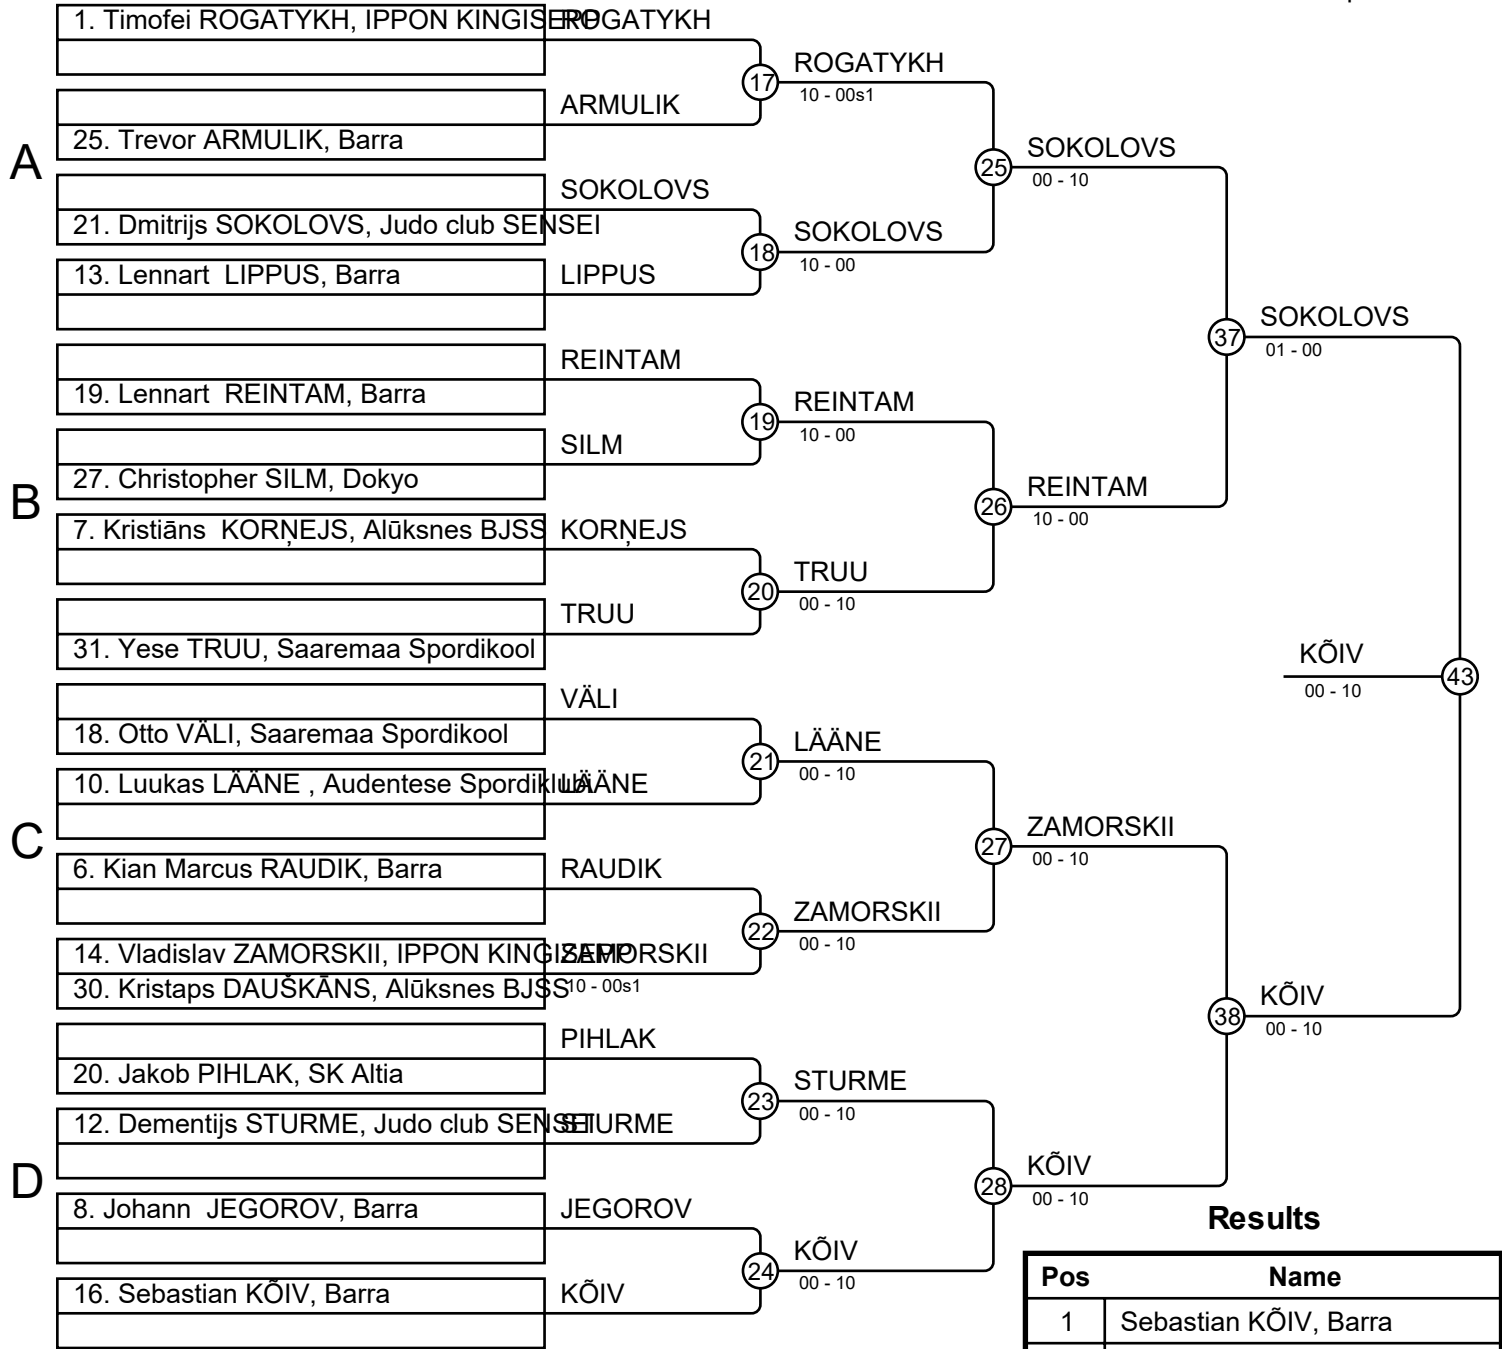 1. Timofei ROGATYKH, IPPON KINGISEPP
ROGATYKH
17
ROGATYKH
10 - 00s1
ARMULIK
25. Trevor ARMULIK, Barra
A
25
SOKOLOVS
00 - 10
SOKOLOVS
21. Dmitrijs SOKOLOVS, Judo club SENSEI
18
SOKOLOVS
10 - 00
13. Lennart LIPPUS, Barra
LIPPUS
37
SOKOLOVS
01 - 00
REINTAM
19. Lennart REINTAM, Barra
19
REINTAM
10 - 00
SILM
27. Christopher SILM, Dokyo
B
26
REINTAM
10 - 00
7. Kristiāns KORŅEJS, Alūksnes BJSS
KORŅEJS
20
TRUU
00 - 10
TRUU
31. Yese TRUU, Saaremaa Spordikool
KÕIV
00 - 10
43
VÄLI
18. Otto VÄLI, Saaremaa Spordikool
21
LÄÄNE
00 - 10
10. Luukas LÄÄNE , Audentese Spordiklubi
LÄÄNE
C
27
ZAMORSKII
00 - 10
6. Kian Marcus RAUDIK, Barra
RAUDIK
22
ZAMORSKII
00 - 10
14. Vladislav ZAMORSKII, IPPON KINGISEPP
ZAMORSKII
30. Kristaps DAUŠKĀNS, Alūksnes BJSS
10 - 00s1
38
KÕIV
00 - 10
PIHLAK
20. Jakob PIHLAK, SK Altia
23
STURME
00 - 10
12. Dementijs STURME, Judo club SENSEI
STURME
D
28
KÕIV
00 - 10
8. Johann JEGOROV, Barra
JEGOROV
24
KÕIV
00 - 10
16. Sebastian KÕIV, Barra
KÕIV
Results
Pos Name
1 Sebastian KÕIV, Barra